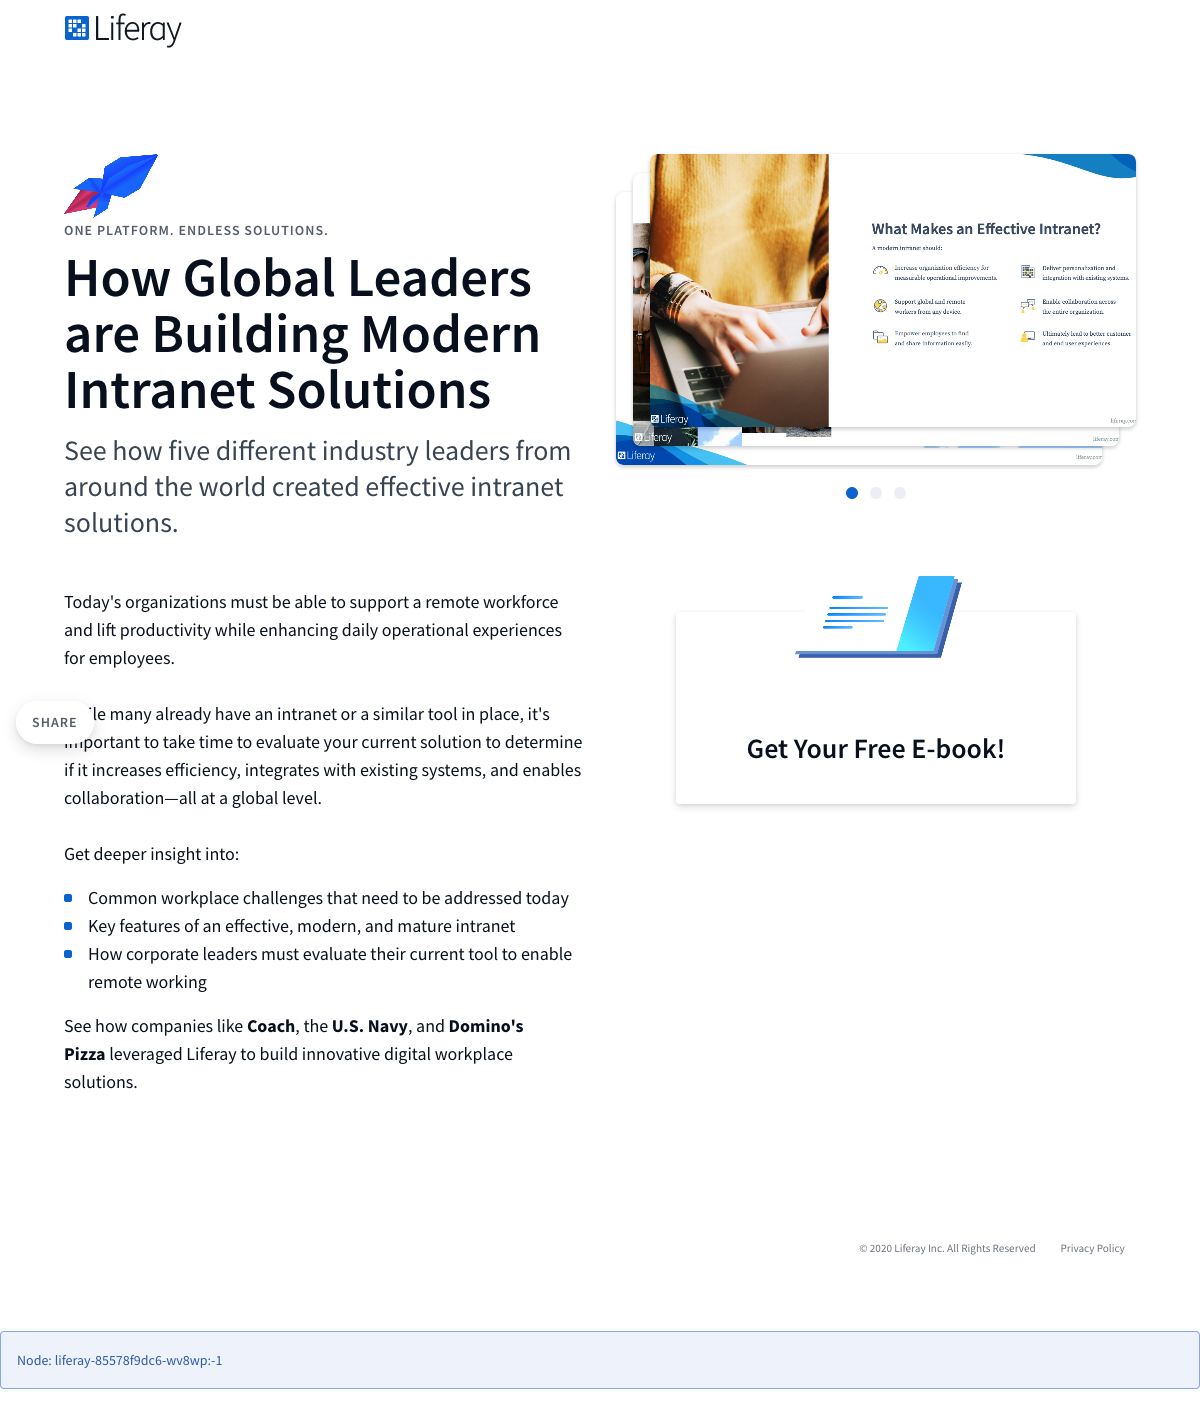 Liferay
ONE PLATFORM. ENDLESS SOLUTIONS.
How Global Leaders
are Building Modern
Intranet Solutions
See how five different industry leaders from
around the world created effective intranet
solutions.
Today's organizations must be able to support a remote workforce
and lift productivity while enhancing daily operational experiences
for employees.
many already have an intranet or a similar tool in place, it's
SHARE
important to take time to evaluate your current solution to determine
if it increases efficiency, integrates with existing systems, and enables
collaboration—all at a global level.
Get deeper insight into:
Common workplace challenges that need to be addressed today
Key features of an effective, modern, and mature intranet
How corporate leaders must evaluate their current tool to enable
remote working
See how companies like Coach, the U.S. Navy, and Domino's
Pizza leveraged Liferay to build innovative digital workplace
solutions.
What Makes an Effective Intranet?
A modern intranet should:
Increase organization efficiency for
measurable operational improvements.
Deliver personalization and
integration with existing systems.
Support global and remote
workers from any device.
Enable collaboration across
the entire organization.
Empower employees to find
and share information easily.
Ultimately lead to better customer
and end user experiences.
Liferay
liferay.com
Liferay
liferay.com
Liferay
liferay.com
Get Your Free E-book!
© 2020 Liferay Inc. All Rights Reserved
Privacy Policy
Node: liferay-85578f9dc6-wv8wp:-1